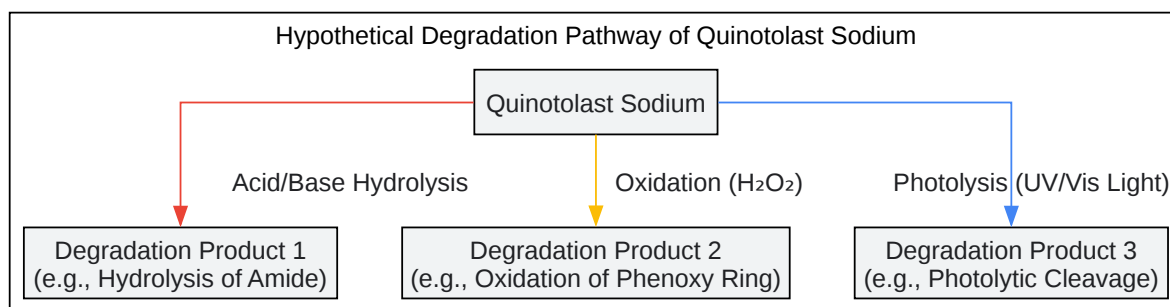 Hypothetical Degradation Pathway of Quinotolast Sodium
Quinotolast Sodium
Acid/Base Hydrolysis
Oxidation (H₂O₂)
Photolysis (UV/Vis Light)
Degradation Product 1
(e.g., Hydrolysis of Amide)
Degradation Product 2
(e.g., Oxidation of Phenoxy Ring)
Degradation Product 3
(e.g., Photolytic Cleavage)